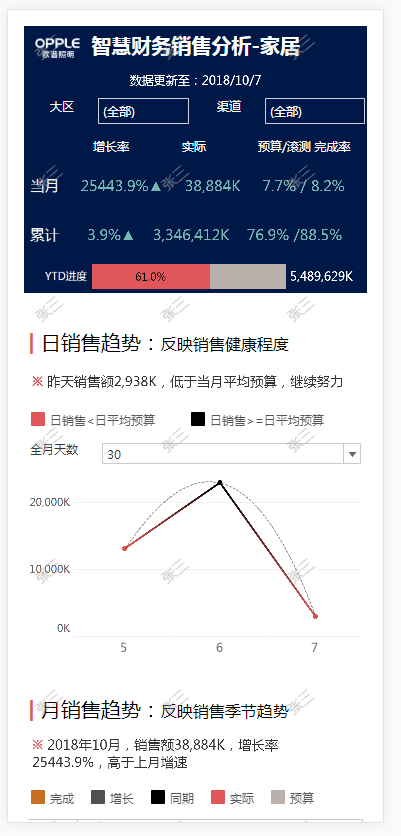 OPPLE
欧普照明
智慧财务销售分析-家居
数据更新至：2018/10/7
大区 (全部) 渠道 (全部)
增长率 实际 预算/滚测 完成率
当月 25443.9%▲ 38,884K 7.7% / 8.2%
累计 3.9%▲ 3,346,412K 76.9% /88.5%
YTD进度 61.0% 5,489,629K
日销售趋势：反映销售健康程度
※ 昨天销售额2,938K，低于当月平均预算，继续努力
日销售<日平均预算 日销售>=日平均预算
全月天数 30
20,000K
10,000K
0K
5 6 7
月销售趋势：反映销售季节趋势
※ 2018年10月，销售额38,884K，增长率
25443.9%，高于上月增速
完成 增长 同期 实际 预算
张三